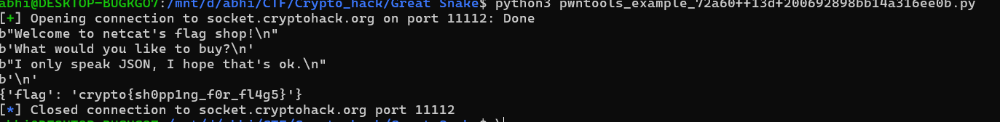 abhi@DESKTOP-BUGKGO7:/mnt/d/abhi/CTF/Crypto_hack/Great Snake$ python3 pwntools_example_72a60ff13df200692898bb14a316ee0b.py
[+] Opening connection to socket.cryptohack.org on port 11112: Done
b"Welcome to netcat's flag shop!\n"
b'What would you like to buy?\n'
b"I only speak JSON, I hope that's ok.\n"
b'\n'
{'flag': 'crypto{sh0pp1ng_f0r_fl4g5}'}
[*] Closed connection to socket.cryptohack.org port 11112